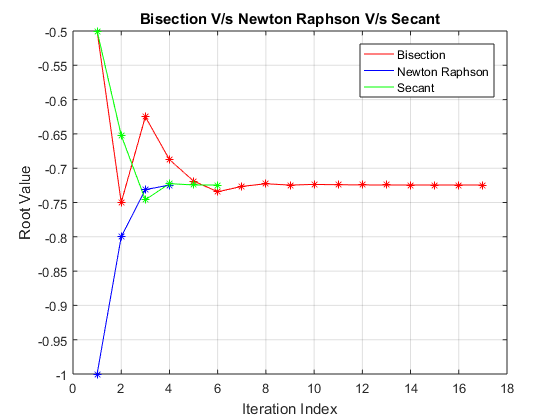 Bisection V/s Newton Raphson V/s Secant
Bisection
Newton Raphson
Secant
Root Value
-0.5
-0.55
-0.6
-0.65
-0.7
-0.75
-0.8
-0.85
-0.9
-0.95
-1
0 2 4 6 8 10 12 14 16 18
Iteration Index